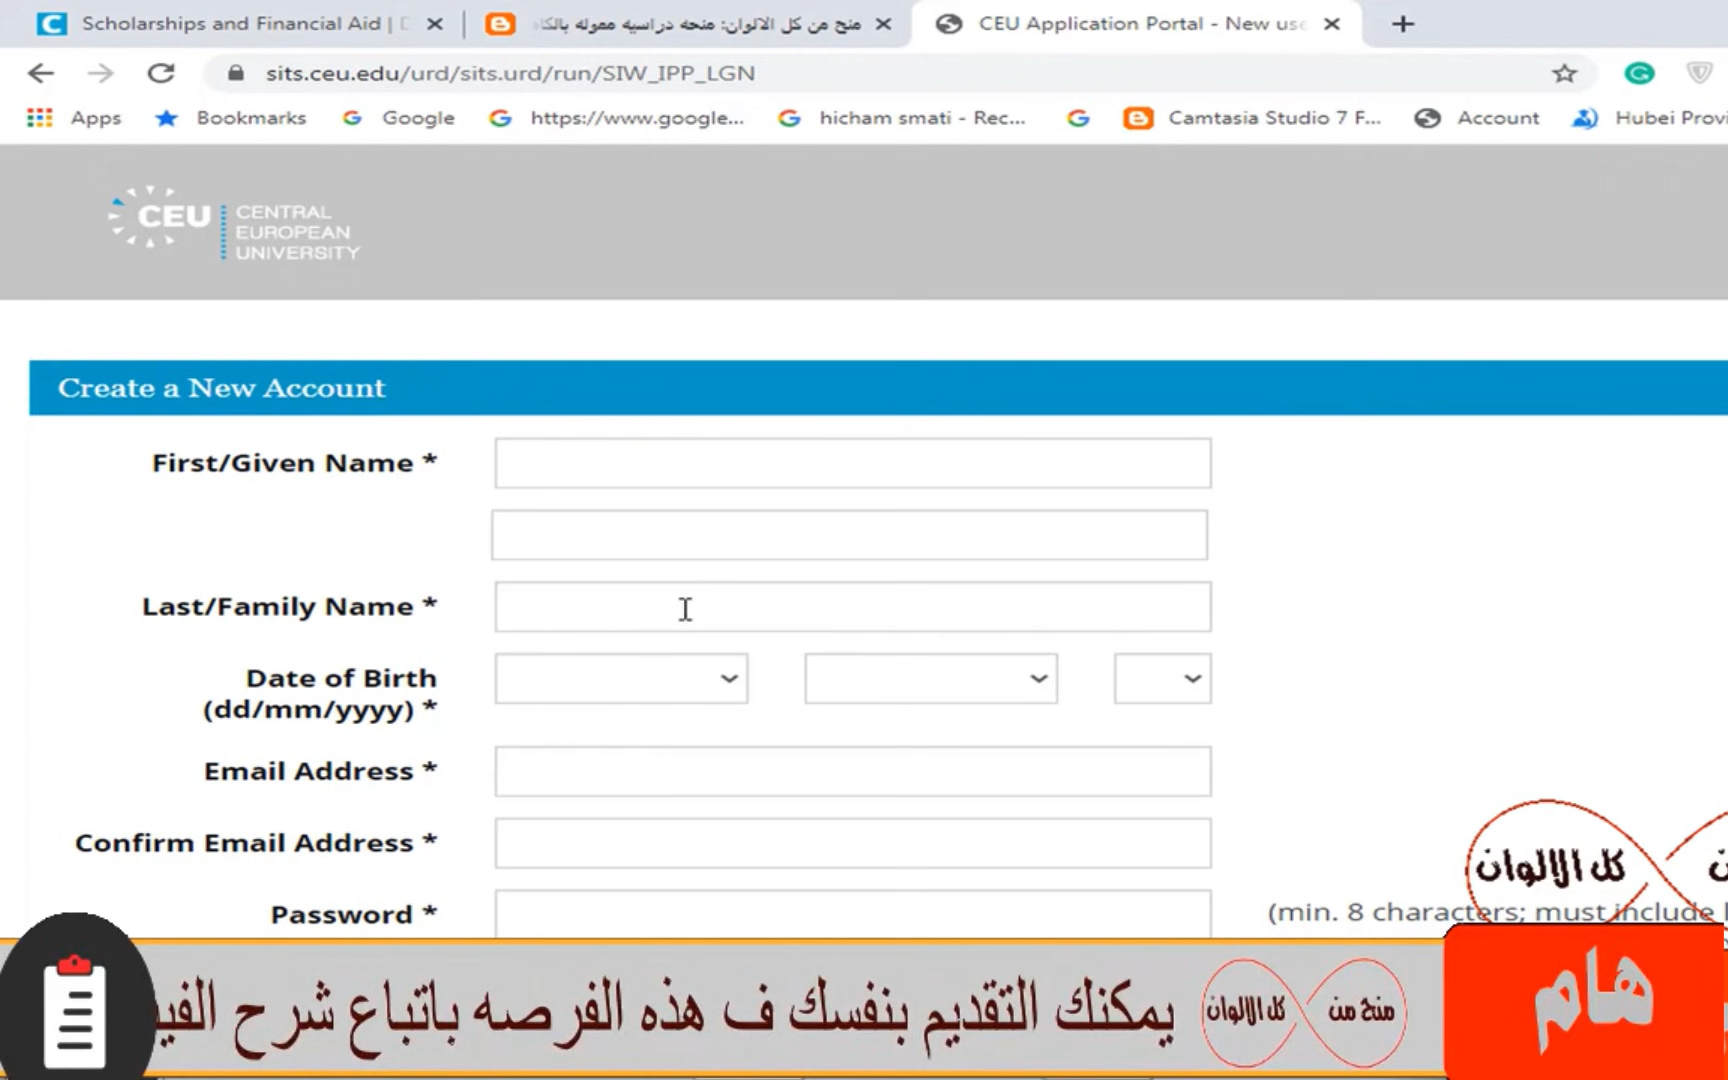 Scholarships and Financial Aid |
منح من كل الالوان: منحه دراسيه مموله
CEU Application Portal - New use
sits.ceu.edu/urd/sits.urd/run/SIW_IPP_LGN
Apps
Bookmarks
Google
https://www.google...
hicham smati - Rec...
Camtasia Studio 7 F...
Account
Hubei Provi
CEU
CENTRAL
EUROPEAN
UNIVERSITY
Create a New Account
First/Given Name *
Last/Family Name *
Date of Birth
(dd/mm/yyyy) *
Email Address *
Confirm Email Address *
Password *
(min. 8 characters; must include
كل الالوان
هام
منح من
كل الالوان
يمكنك التقديم بنفسك ف هذه الفرصه باتباع شرح الفي